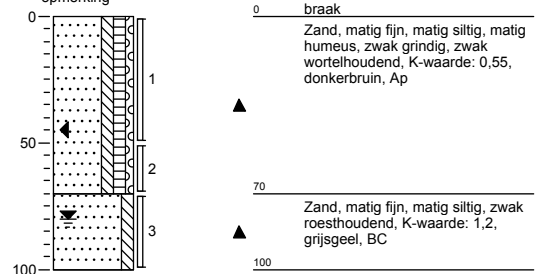 opmerking
0
50
100
1
2
3
0 braak
Zand, matig fijn, matig siltig, matig
humeus, zwak grindig, zwak
wortelhoudend, K-waarde: 0,55,
donkerbruin, Ap
70
Zand, matig fijn, matig siltig, zwak
roesthoudend, K-waarde: 1,2,
grijsgeel, BC
100